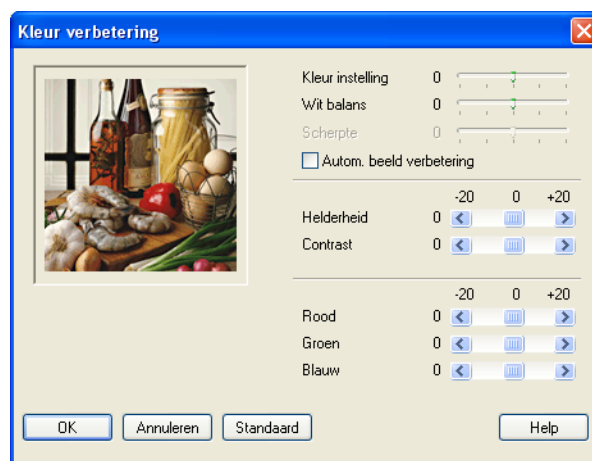 Kleur verbetering
Kleur instelling 0
Wit balans 0
Scherpte 0
Autom. beeld verbetering
-20 0 +20
Helderheid 0
Contrast 0
-20 0 +20
Rood 0
Groen 0
Blauw 0
OK Annuleren Standaard Help